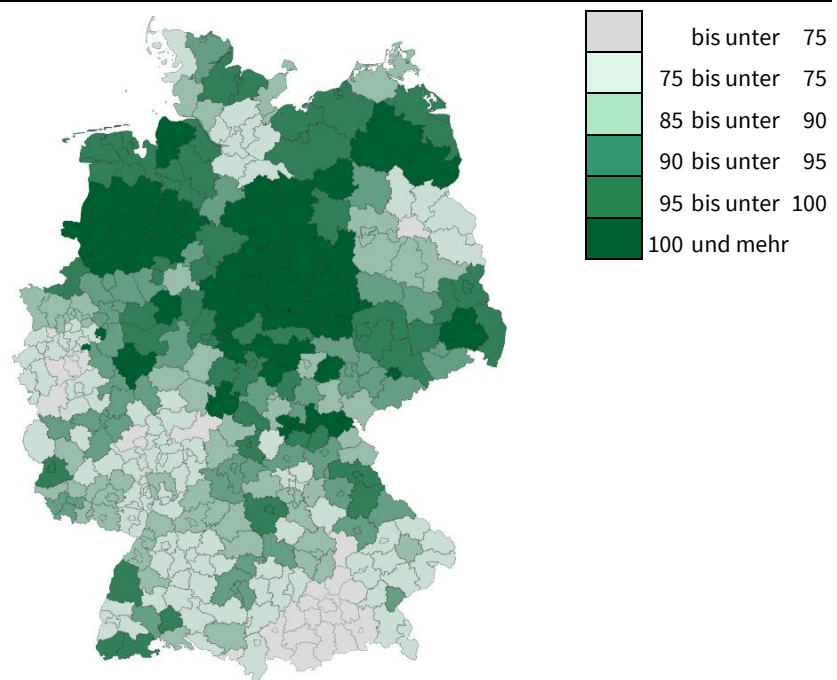 bis unter 75
75 bis unter 75
85 bis unter 90
90 bis unter 95
95 bis unter 100
100 und mehr